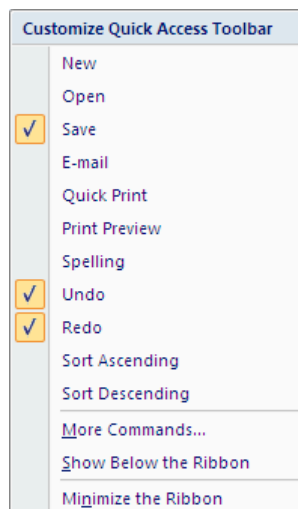 Customize Quick Access Toolbar
New
Open
Save
E-mail
Quick Print
Print Preview
Spelling
Undo
Redo
Sort Ascending
Sort Descending
More Commands...
Show Below the Ribbon
Minimize the Ribbon